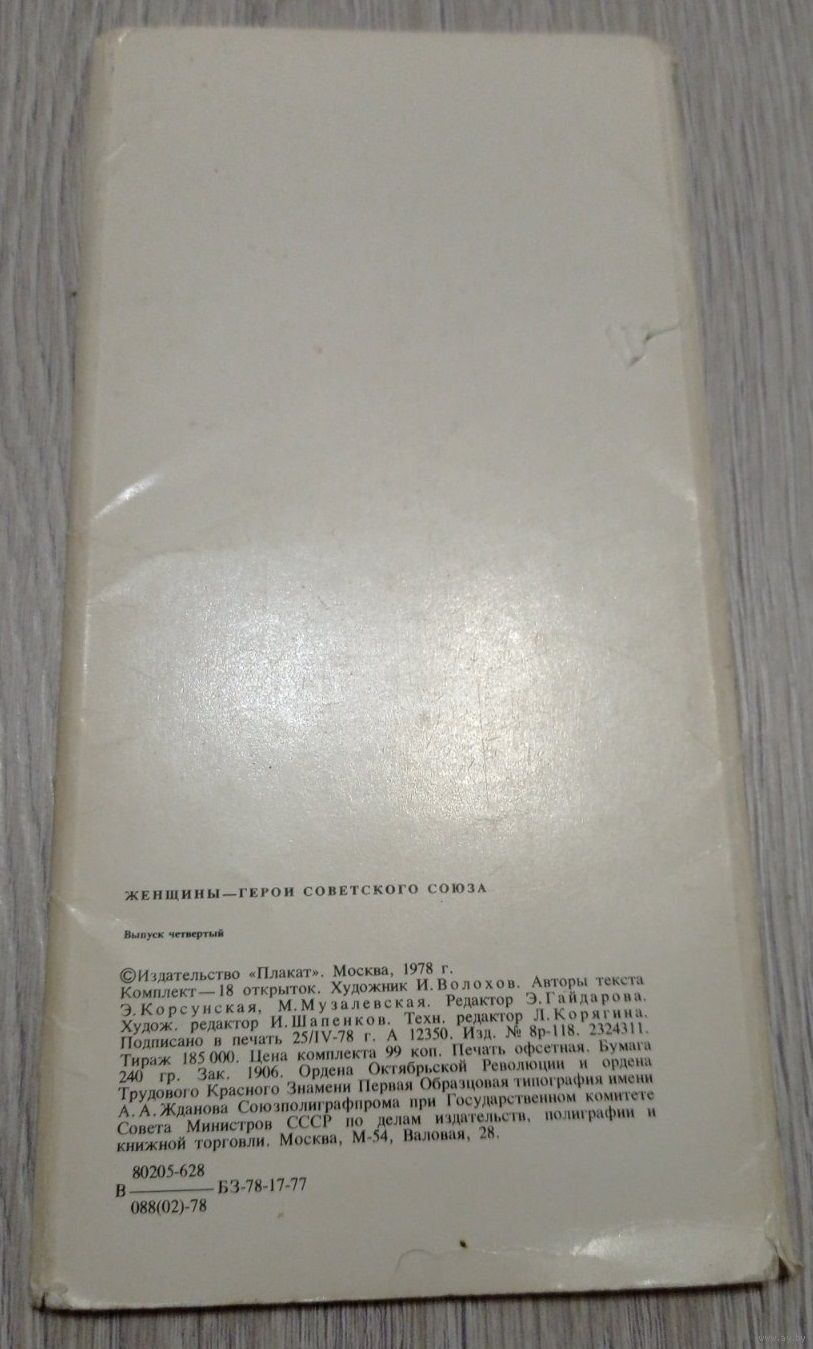 ЖЕНЩИНЫ—ГЕРОИ СОВЕТСКОГО СОЮЗА
Выпуск четвертый
©Издательство «Плакат». Москва, 1978 г.
Комплект—18 открыток. Художник И.Волохов. Авторы текста
Э.Корсунская, М.Музалевская. Редактор Э.Гайдарова.
Худож. редактор И.Шапенков. Техн. редактор Л.Корягина.
Подписано в печать 25/IV-78 г. А 12350. Изд. № 8р-118. 2324311.
Тираж 185 000. Цена комплекта 99 коп. Печать офсетная. Бумага
240 гр. Зак. 1906. Ордена Октябрьской Революции и ордена
Трудового Красного Знамени Первая Образцовая типография имени
А.А.Жданова Союзполиграфпрома при Государственном комитете
Совета Министров СССР по делам издательств, полиграфии и
книжной торговли. Москва, М-54, Валовая, 28.
80205-628
В———БЗ-78-17-77
088(02)-78
www.ay.by